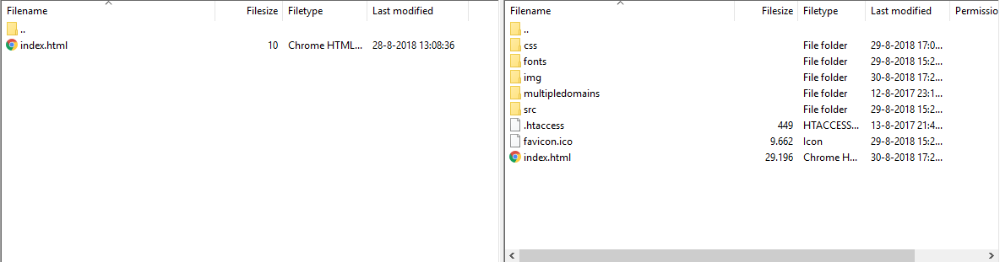 Filename Filesize Filetype Last modified
..
index.html 10 Chrome HTML... 28-8-2018 13:08:36
Filename Filesize Filetype Last modified Permissio
..
css File folder 29-8-2018 17:0...
fonts File folder 29-8-2018 15:2...
img File folder 30-8-2018 17:2...
multipledomains File folder 12-8-2017 23:1...
src File folder 29-8-2018 15:2...
.htaccess 449 HTACCESS... 13-8-2017 21:4...
favicon.ico 9.662 Icon 29-8-2018 15:2...
index.html 29.196 Chrome H... 30-8-2018 17:2...